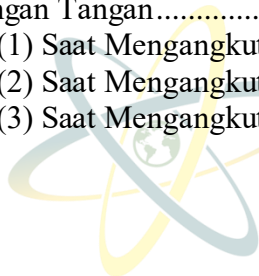 ngan Tangan..............
(1) Saat Mengangkut
(2) Saat Mengangkut
(3) Saat Mengangkut